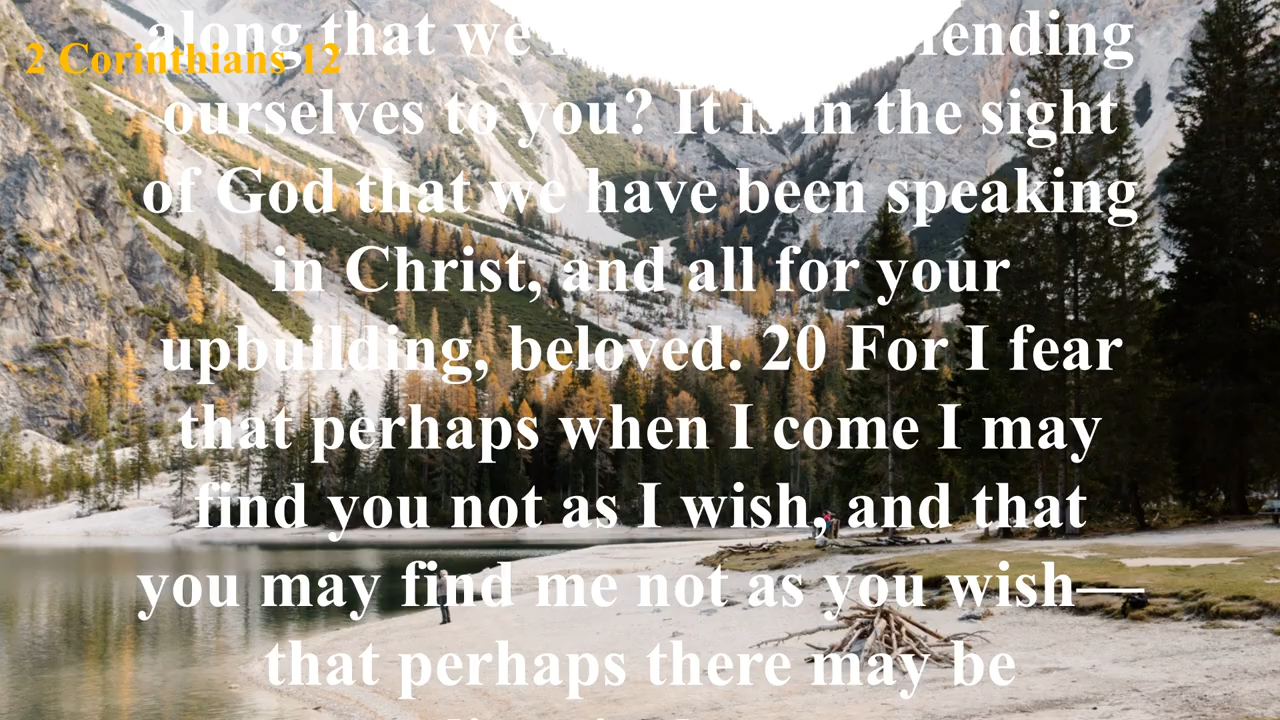 2 Corinthians 12
along that we lending
ourselves to you? It is in the sight
of God that we have been speaking
in Christ, and all for your
upbuilding, beloved. 20 For I fear
that perhaps when I come I may
find you not as I wish, and that
you may find me not as you wish—
that perhaps there may be